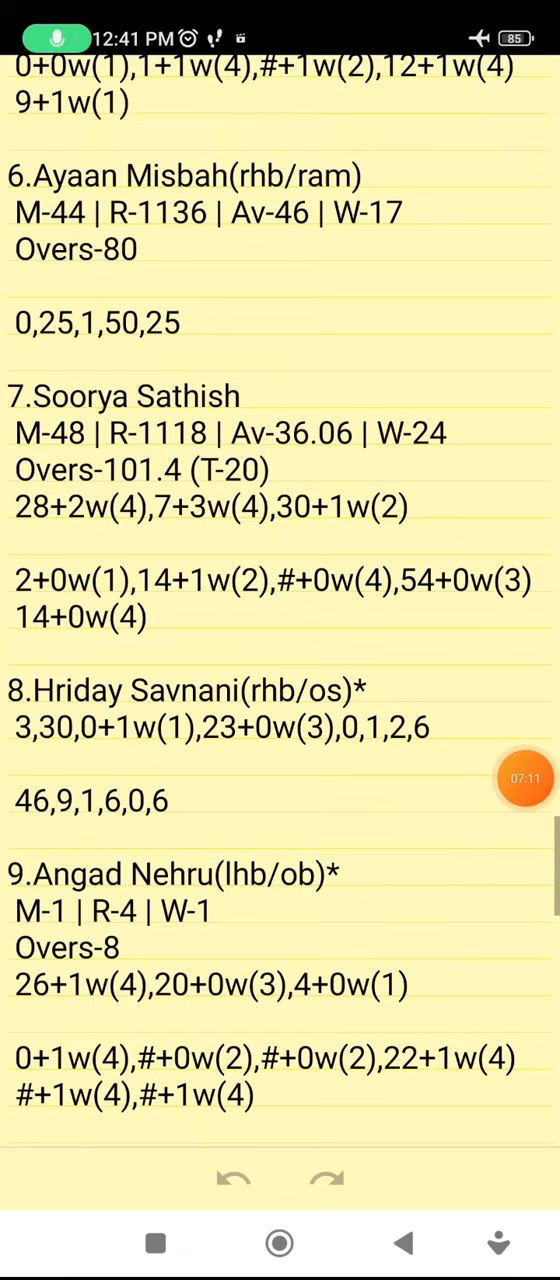 12:41 PM
85
0+0w(1),1+1w(4),#+1w(2),12+1w(4)
9+1w(1)
6.Ayaan Misbah(rhb/ram)
M-44 | R-1136 | Av-46 | W-17
Overs-80
0,25,1,50,25
7.Soorya Sathish
M-48 | R-1118 | Av-36.06 | W-24
Overs-101.4 (T-20)
28+2w(4),7+3w(4),30+1w(2)
2+0w(1),14+1w(2),#+0w(4),54+0w(3)
14+0w(4)
8.Hriday Savnani(rhb/os)*
3,30,0+1w(1),23+0w(3),0,1,2,6
07:11
46,9,1,6,0,6
9.Angad Nehru(lhb/ob)*
M-1 | R-4 | W-1
Overs-8
26+1w(4),20+0w(3),4+0w(1)
0+1w(4),#+0w(2),#+0w(2),22+1w(4)
#+1w(4),#+1w(4)